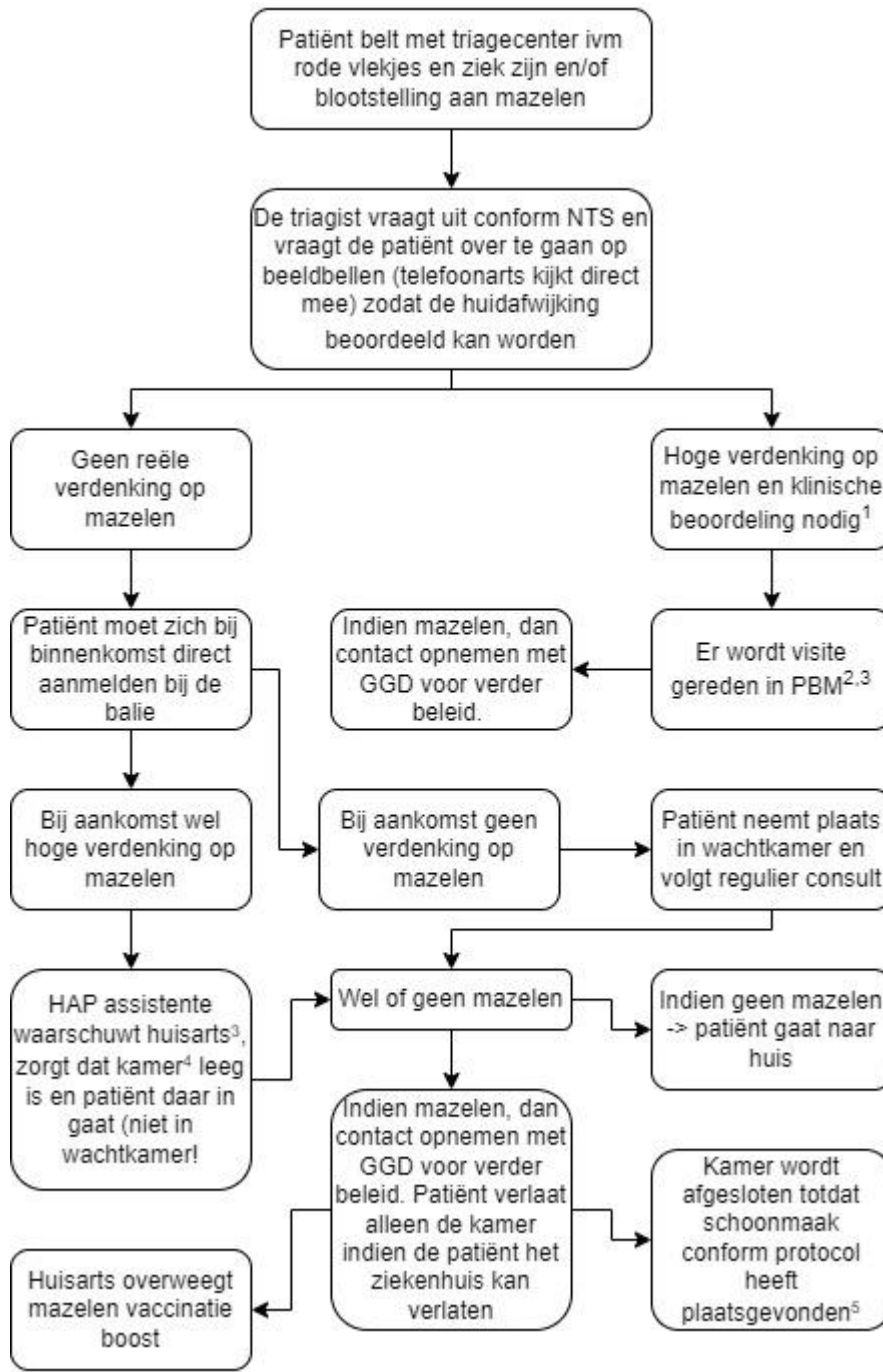 Patiënt belt met triagecenter ivm
rode vlekjes en ziek zijn en/of
blootstelling aan mazelen
De triagist vraagt uit conform NTS en
vraagt de patiënt over te gaan op
beeldbellen (telefoonarts kijkt direct
mee) zodat de huidafwijking
beoordeeld kan worden
Geen reële
verdenking op
mazelen
Hoge verdenking op
mazelen en klinische
beoordeling nodig¹
Patiënt moet zich bij
binnenkomst direct
aanmelden bij de
balie
Indien mazelen, dan
contact opnemen met
GGD voor verder
beleid.
Er wordt visite
gereden in PBM²,³
Bij aankomst wel
hoge verdenking op
mazelen
Bij aankomst geen
verdenking op
mazelen
Patiënt neemt plaats
in wachtkamer en
volgt regulier consult
HAP assistente
waarschuwt huisarts³,
zorgt dat kamer⁴ leeg
is en patiënt daar in
gaat (niet in
wachtkamer!
Wel of geen mazelen
Indien geen mazelen
-> patiënt gaat naar
huis
Indien mazelen, dan
contact opnemen met
GGD voor verder
beleid. Patiënt verlaat
alleen de kamer
indien de patiënt het
ziekenhuis kan
verlaten
Kamer wordt
afgesloten totdat
schoonmaak
conform protocol
heeft
plaatsgevonden⁵
Huisarts overweegt
mazelen vaccinatie
boost